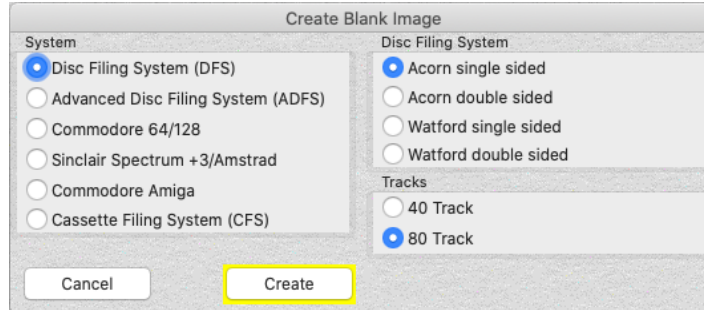 Create Blank Image
System
Disc Filing System (DFS)
Advanced Disc Filing System (ADFS)
Commodore 64/128
Sinclair Spectrum +3/Amstrad
Commodore Amiga
Cassette Filing System (CFS)
Disc Filing System
Acorn single sided
Acorn double sided
Watford single sided
Watford double sided
Tracks
40 Track
80 Track
Cancel
Create